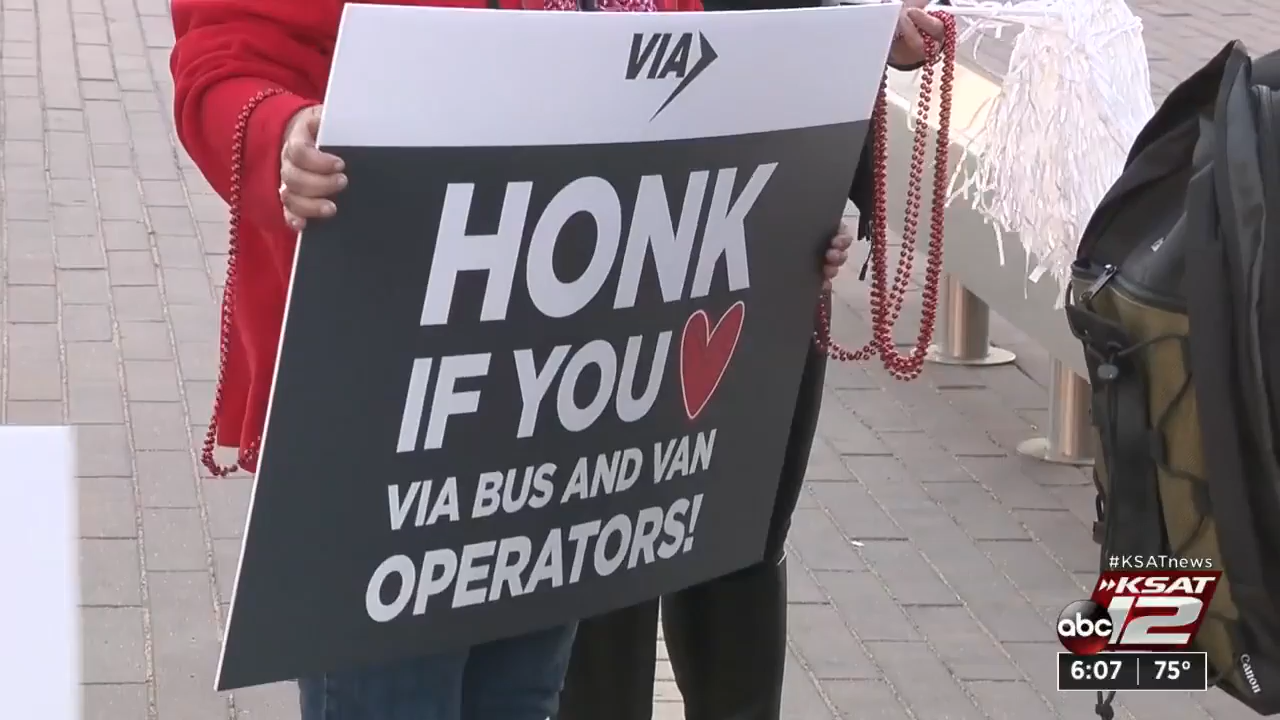 VIA
HONK
IF YOU
VIA BUS AND VAN
OPERATORS!
#KSATnews
KSAT
abc 12
6:07 75°
Canon